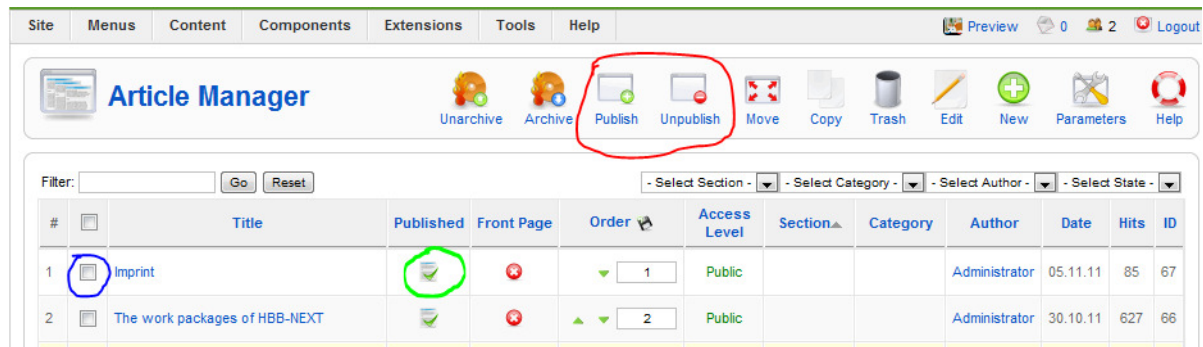 Site Menus Content Components Extensions Tools Help Preview 0 2 Logout
Article Manager
Unarchive Archive Publish Unpublish Move Copy Trash Edit New Parameters Help
Filter: Go Reset - Select Section - - Select Category - - Select Author - - Select State -
# Title Published Front Page Order Access Level Section Category Author Date Hits ID
1 Imprint 1 Public Administrator 05.11.11 85 67
2 The work packages of HBB-NEXT 2 Public Administrator 30.10.11 627 66